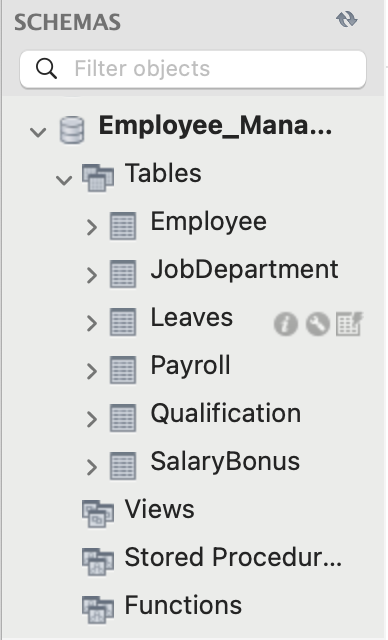 SCHEMAS
Filter objects
Employee_Mana...
Tables
Employee
JobDepartment
Leaves
Payroll
Qualification
SalaryBonus
Views
Stored Procedur...
Functions